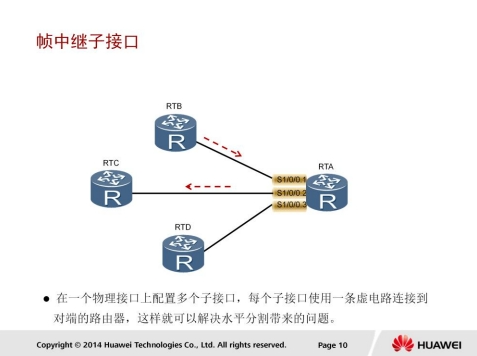 帧中继子接口
RTB
RTC
RTA
R
S1/0/0.1
R
S1/0/0.2
R
S1/0/0.3
RTD
R
● 在一个物理接口上配置多个子接口，每个子接口使用一条虚电路连接到
对端的路由器，这样就可以解决水平分割带来的问题。
Copyright © 2014 Huawei Technologies Co., Ltd. All rights reserved. Page 10 HUAWEI